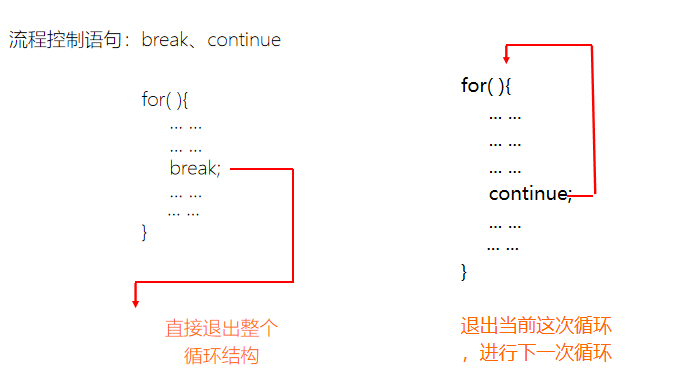 流程控制语句：break、continue
for( ){
... ...
... ...
break;
... ...
... ...
}
直接退出整个
循环结构
for( ){
... ...
... ...
... ...
continue;
... ...
... ...
}
退出当前这次循环
，进行下一次循环